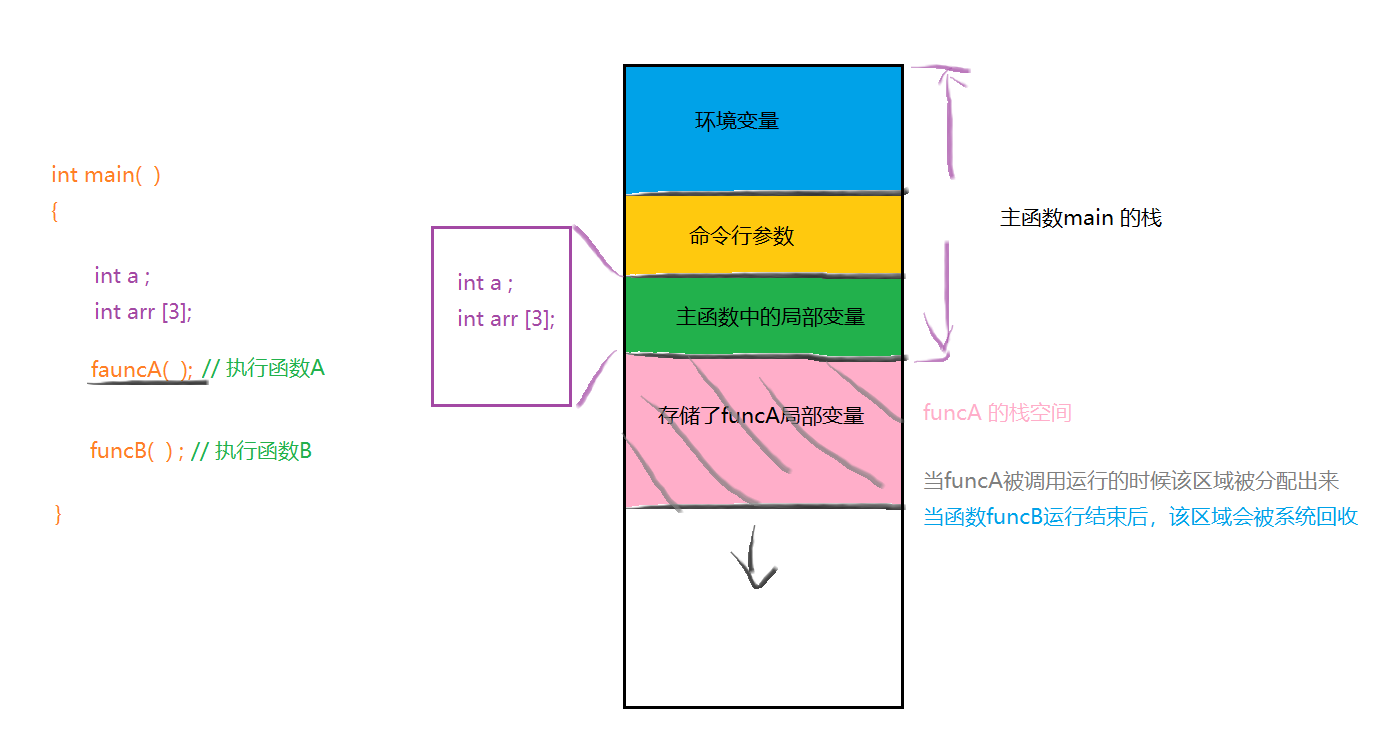 int main(  )
{
int a ;
int arr [3];
fauncA(  ); // 执行函数A
funcB(  ) ; // 执行函数B
}
int a ;
int arr [3];
环境变量
命令行参数
主函数中的局部变量
存储了funcA局部变量
主函数main 的栈
funcA 的栈空间
当funcA被调用运行的时候该区域被分配出来
当函数funcB运行结束后，该区域会被系统回收